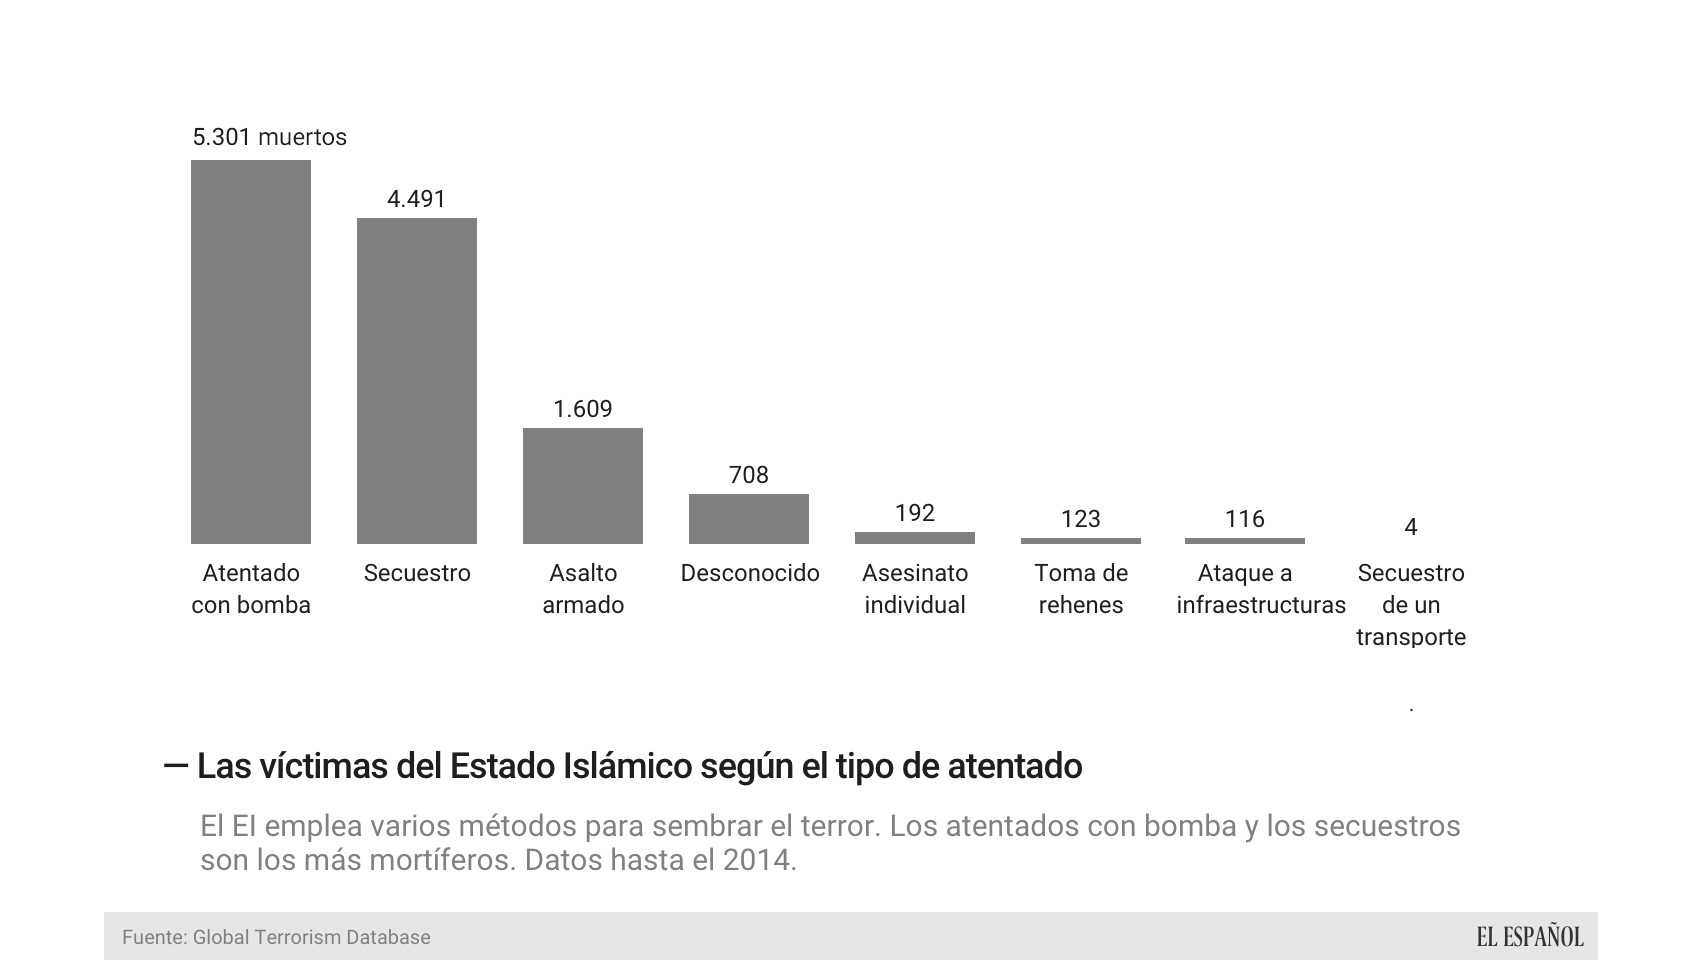 5.301 muertos
4.491
1.609
708
192
123
116
4
Atentado
con bomba
Secuestro
Asalto
armado
Desconocido
Asesinato
individual
Toma de
rehenes
Ataque a
infraestructuras
Secuestro
de un
transporte
.
— Las víctimas del Estado Islámico según el tipo de atentado
El EI emplea varios métodos para sembrar el terror. Los atentados con bomba y los secuestros
son los más mortíferos. Datos hasta el 2014.
Fuente: Global Terrorism Database
EL ESPAÑOL